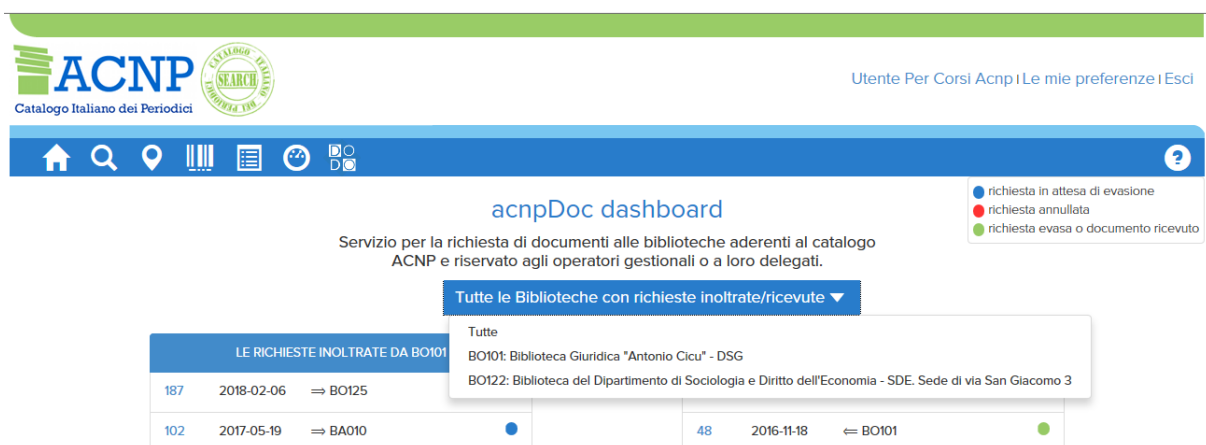 ACNP
Catalogo Italiano dei Periodici
CATALOGO ITALIANO DEI PERIODICI
SEARCH
Utente Per Corsi Acnp | Le mie preferenze | Esci
?
richiesta in attesa di evasione
richiesta annullata
richiesta evasa o documento ricevuto
acnpDoc dashboard
Servizio per la richiesta di documenti alle biblioteche aderenti al catalogo
ACNP e riservato agli operatori gestionali o a loro delegati.
Tutte le Biblioteche con richieste inoltrate/ricevute ▼
Tutte
BO101: Biblioteca Giuridica "Antonio Cicu" - DSG
BO122: Biblioteca del Dipartimento di Sociologia e Diritto dell'Economia - SDE. Sede di via San Giacomo 3
LE RICHIESTE INOLTRATE DA BO101
187 2018-02-06 ⇒ BO125
102 2017-05-19 ⇒ BA010
48 2016-11-18 ⇐ BO101